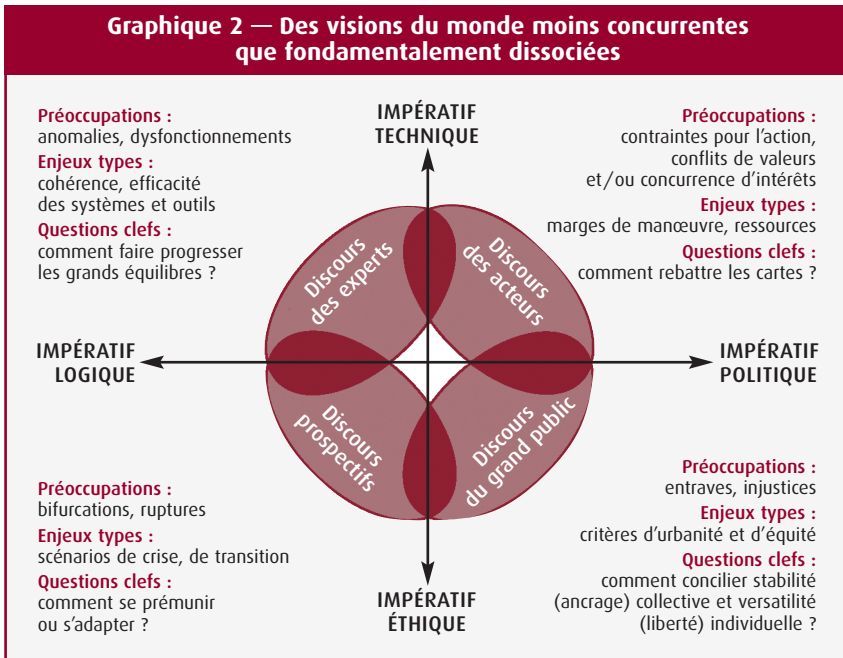 Graphique 2 — Des visions du monde moins concurrentes
que fondamentalement dissociées
Préoccupations :
anomalies, dysfonctionnements
Enjeux types :
cohérence, efficacité
des systèmes et outils
Questions clefs :
comment faire progresser
les grands équilibres ?
IMPÉRATIF
TECHNIQUE
Préoccupations :
contraintes pour l'action,
conflits de valeurs
et/ou concurrence d'intérêts
Enjeux types :
marges de manœuvre, ressources
Questions clefs :
comment rebattre les cartes ?
Discours
des experts
Discours
des acteurs
IMPÉRATIF
LOGIQUE
IMPÉRATIF
POLITIQUE
Discours
prospectifs
Discours
du grand public
Préoccupations :
bifurcations, ruptures
Enjeux types :
scénarios de crise, de transition
Questions clefs :
comment se prémunir
ou s'adapter ?
IMPÉRATIF
ÉTHIQUE
Préoccupations :
entraves, injustices
Enjeux types :
critères d'urbanité et d'équité
Questions clefs :
comment concilier stabilité
(ancrage) collective et versatilité
(liberté) individuelle ?